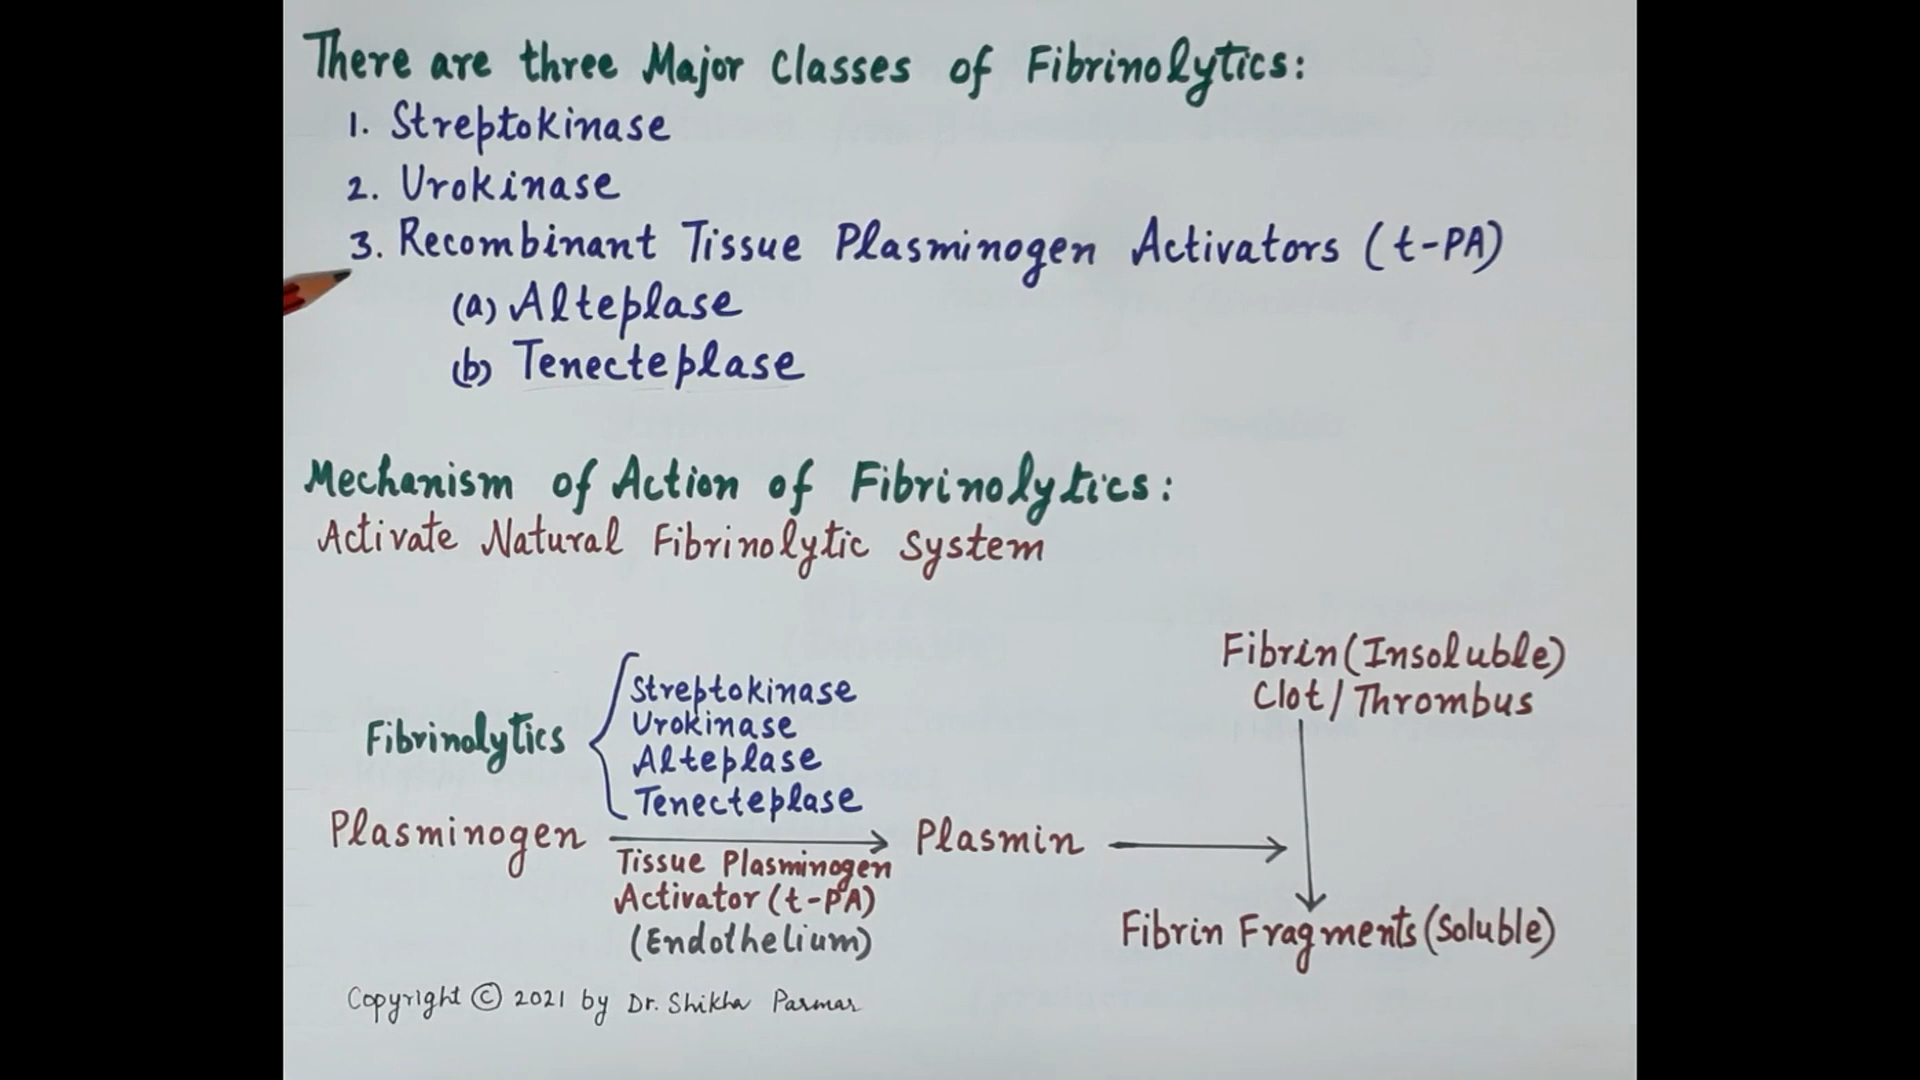 There are three Major Classes of Fibrinolytics:
1. Streptokinase
2. Urokinase
3. Recombinant Tissue Plasminogen Activators (t-PA)
(a) Alteplase
(b) Tenecteplase
Mechanism of Action of Fibrinolytics:
Activate Natural Fibrinolytic System
Fibrin (Insoluble)
Clot / Thrombus
Fibrinolytics
Streptokinase
Urokinase
Alteplase
Tenecteplase
Plasminogen
Plasmin
Tissue Plasminogen
Activator (t-PA)
(Endothelium)
Fibrin Fragments (Soluble)
Copyright © 2021 by Dr. Shikha Parmar